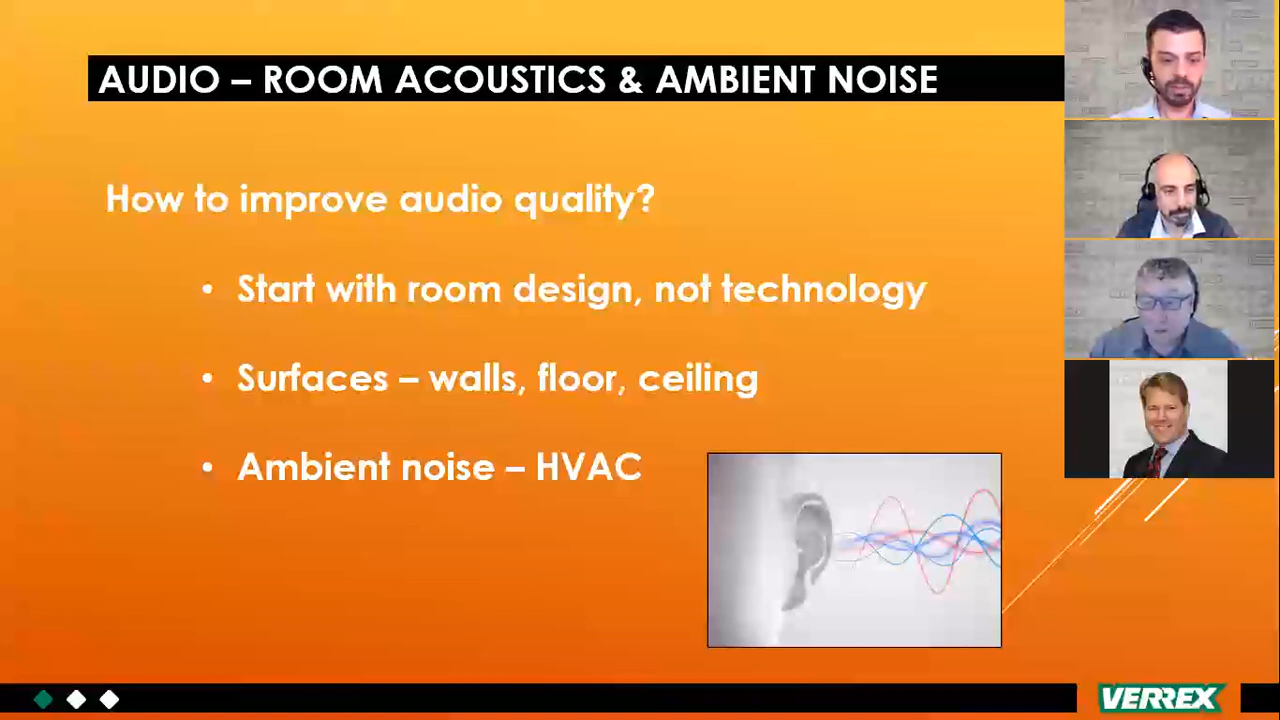 AUDIO – ROOM ACOUSTICS & AMBIENT NOISE
How to improve audio quality?
• Start with room design, not technology
• Surfaces – walls, floor, ceiling
• Ambient noise – HVAC
VERREX